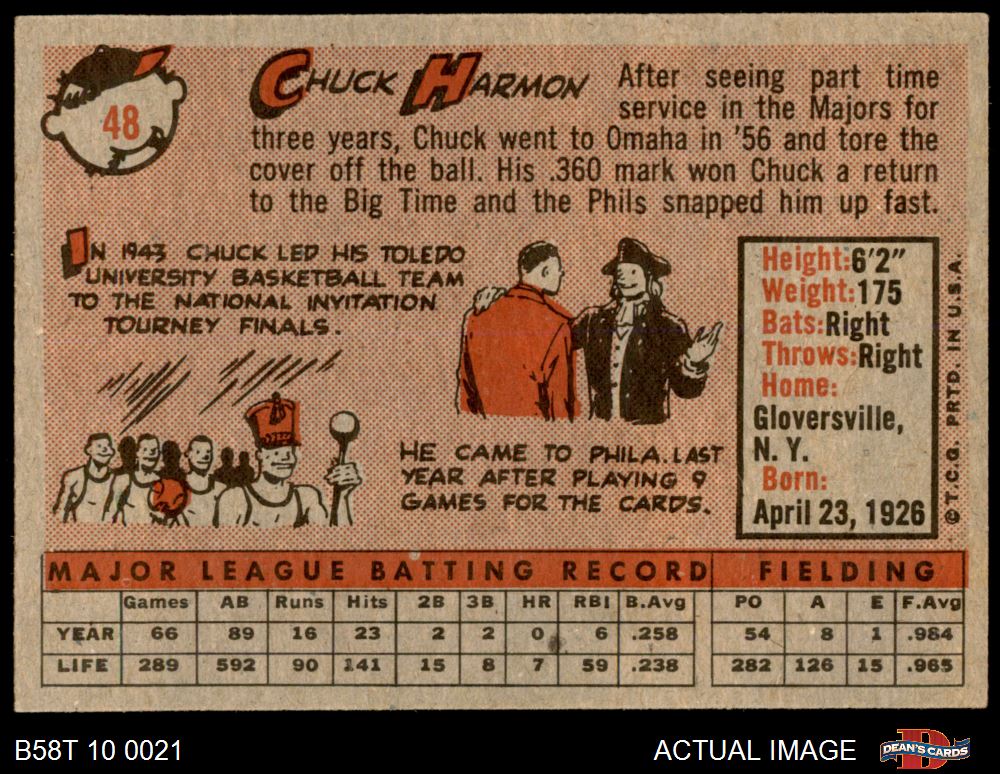 48
CHUCK HARMON
After seeing part time
service in the Majors for
three years, Chuck went to Omaha in '56 and tore the
cover off the ball. His .360 mark won Chuck a return
to the Big Time and the Phils snapped him up fast.
IN 1943 CHUCK LED HIS TOLEDO
UNIVERSITY BASKETBALL TEAM
TO THE NATIONAL INVITATION
TOURNEY FINALS.
HE CAME TO PHILA. LAST
YEAR AFTER PLAYING 9
GAMES FOR THE CARDS.
Height: 6'2"
Weight: 175
Bats: Right
Throws: Right
Home:
Gloversville,
N. Y.
Born:
April 23, 1926
© T.C.G. PRTD. IN U.S.A.
MAJOR LEAGUE BATTING RECORD FIELDING
Games AB Runs Hits 2B 3B HR RBI B.Avg PO A E F.Avg
YEAR 66 89 16 23 2 2 0 6 .258 54 8 1 .984
LIFE 289 592 90 141 15 8 7 59 .238 282 126 15 .965
B58T 10 0021
ACTUAL IMAGE
DEAN'S CARDS